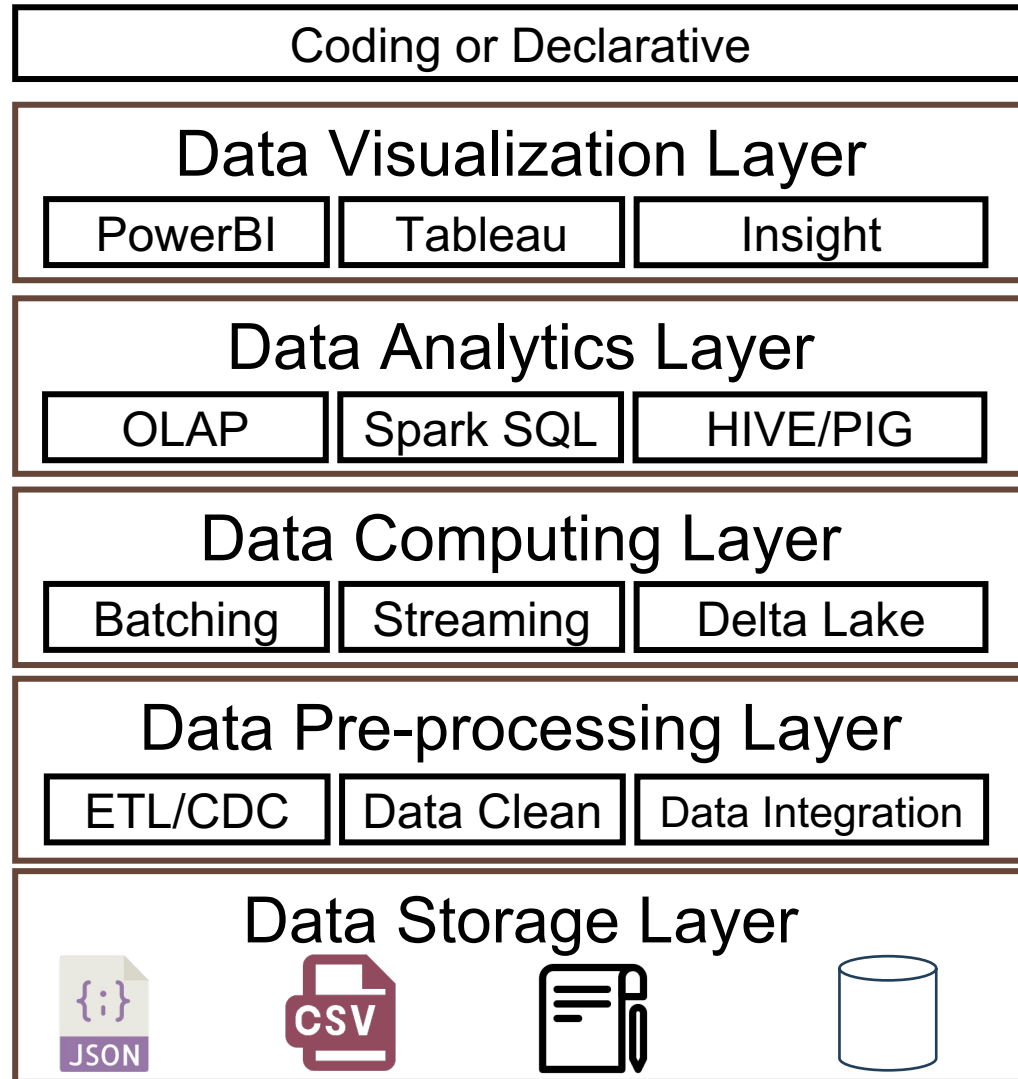 Coding or Declarative
Data Visualization Layer
PowerBI Tableau Insight
Data Analytics Layer
OLAP Spark SQL HIVE/PIG
Data Computing Layer
Batching Streaming Delta Lake
Data Pre-processing Layer
ETL/CDC Data Clean Data Integration
Data Storage Layer
{;}
JSON CSV